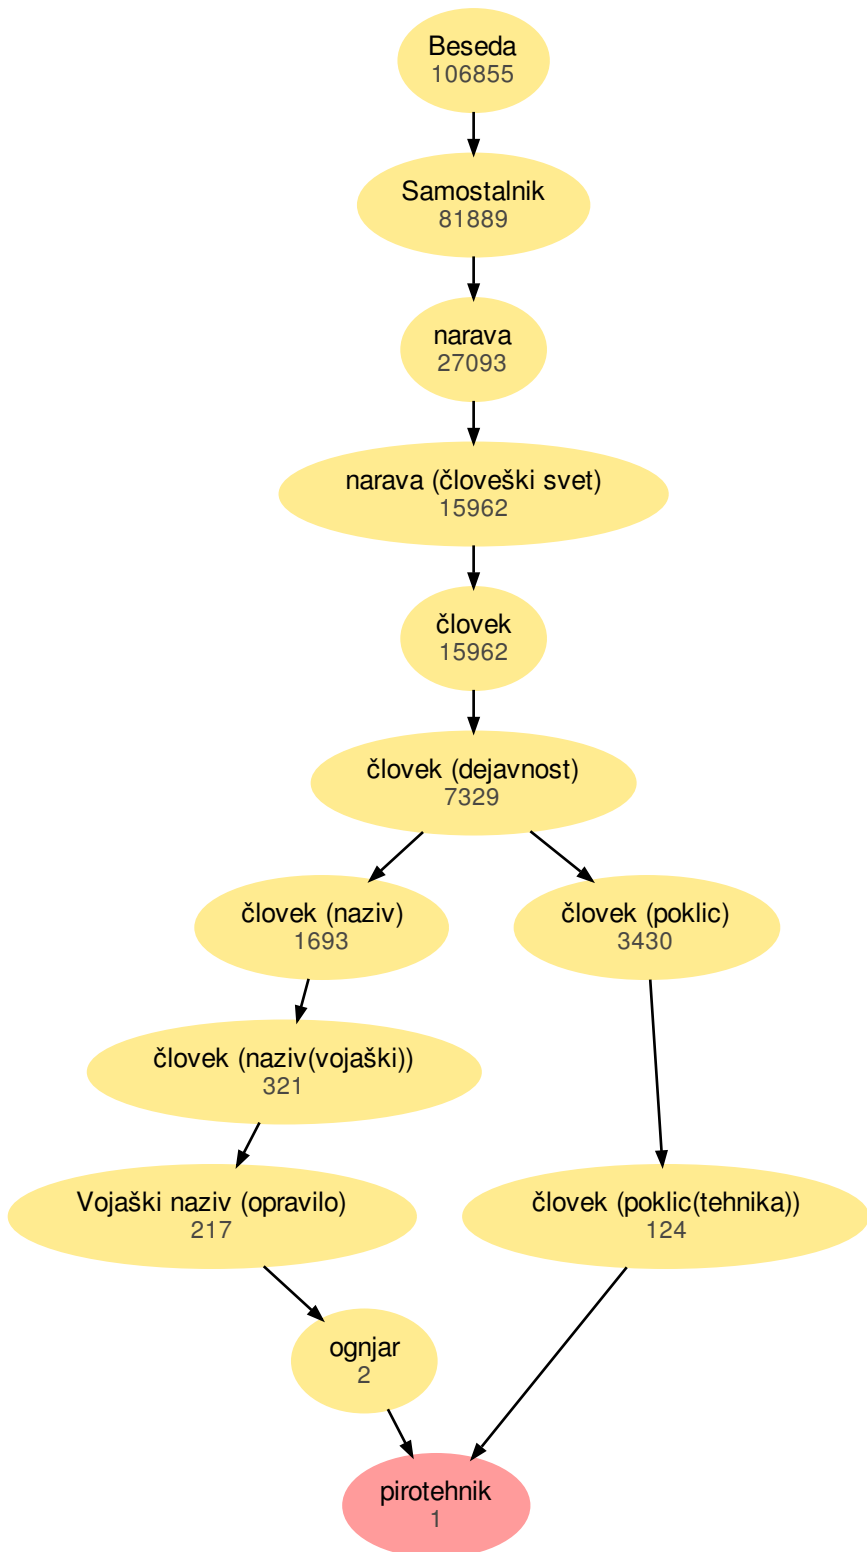 Beseda
106855
Samostalnik
81889
narava
27093
narava (človeški svet)
15962
človek
15962
človek (dejavnost)
7329
človek (naziv)
1693
človek (poklic)
3430
človek (naziv(vojaški))
321
Vojaški naziv (opravilo)
217
človek (poklic(tehnika))
124
ognjar
2
pirotehnik
1